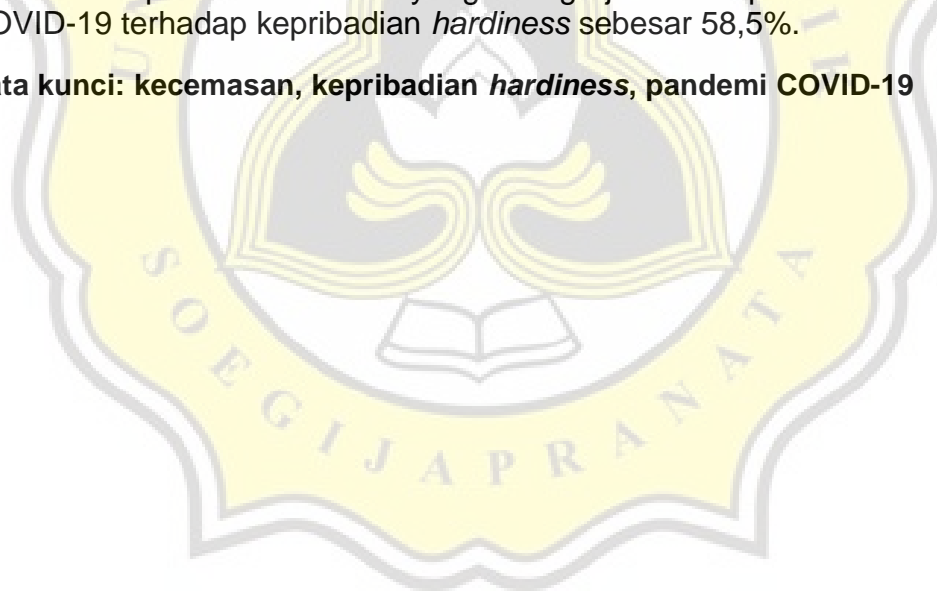 OVID-19 terhadap kepribadian hardiness sebesar 58,5%.
ata kunci: kecemasan, kepribadian hardiness, pandemi COVID-19
SOEGIJAPRANATA